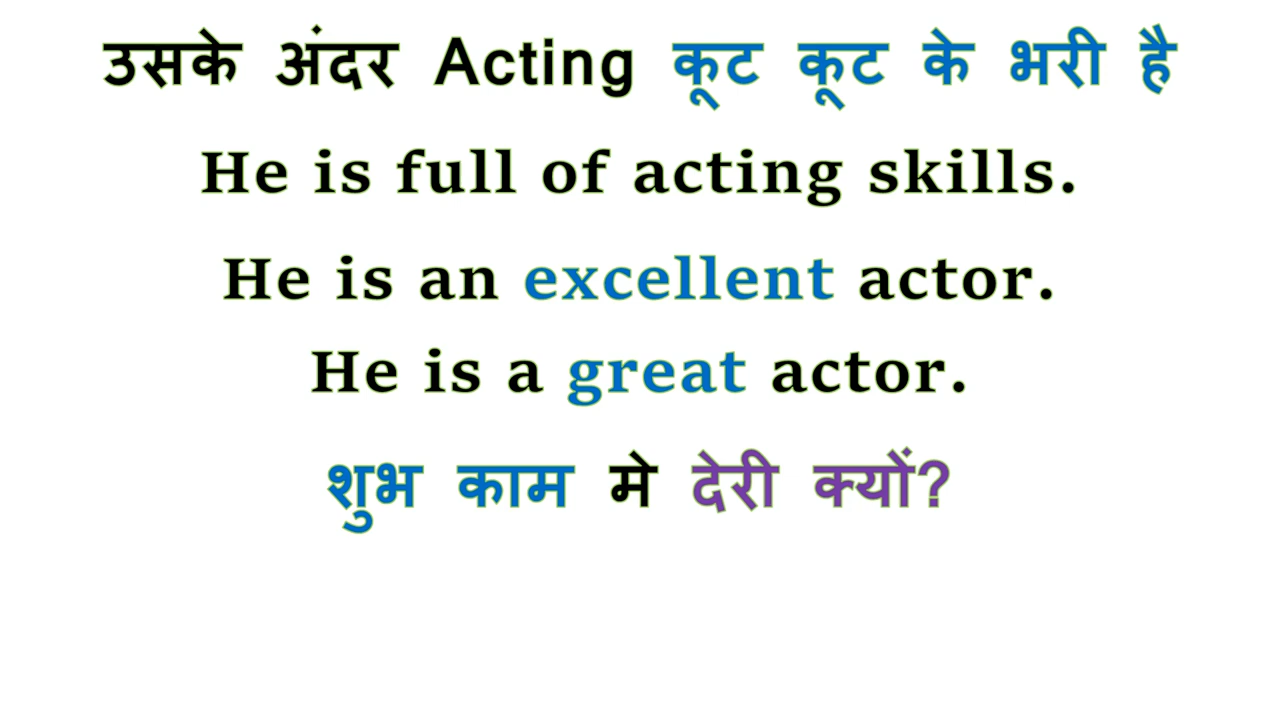 उसके अंदर Acting कूट कूट के भरी है
He is full of acting skills.
He is an excellent actor.
He is a great actor.
शुभ काम मे देरी क्यों?